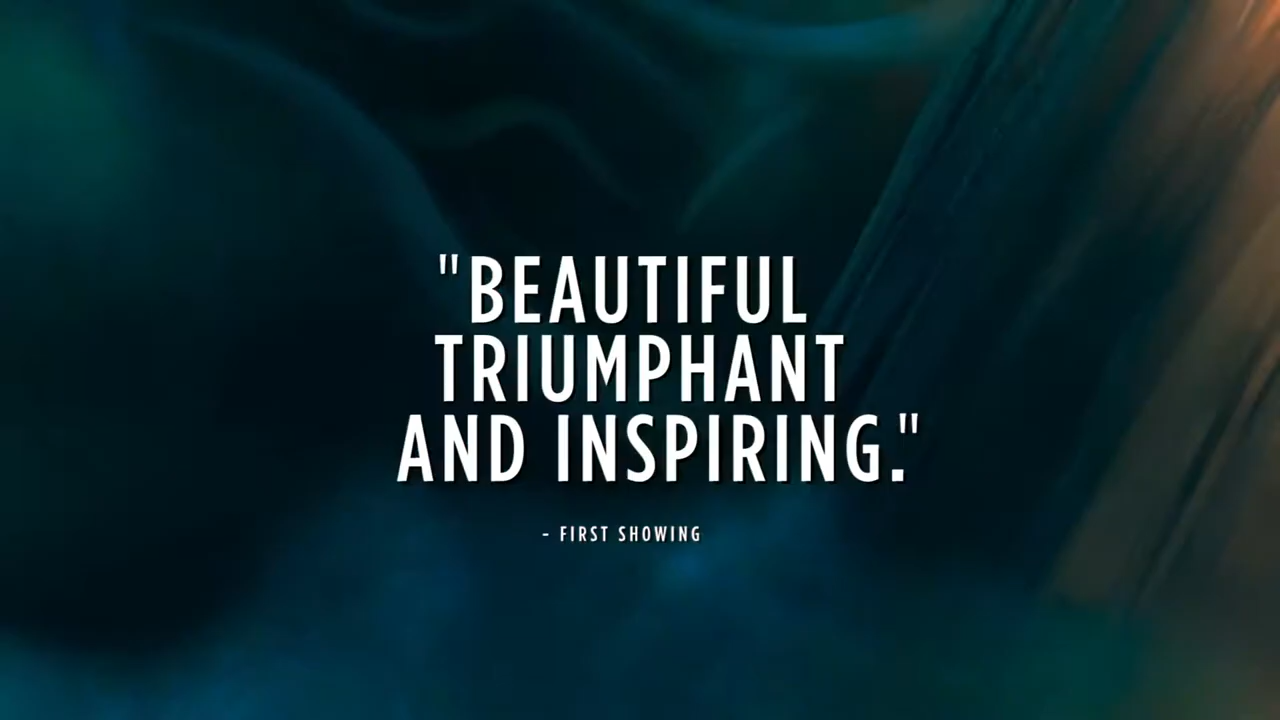 "BEAUTIFUL
TRIUMPHANT
AND INSPIRING."
- FIRST SHOWING